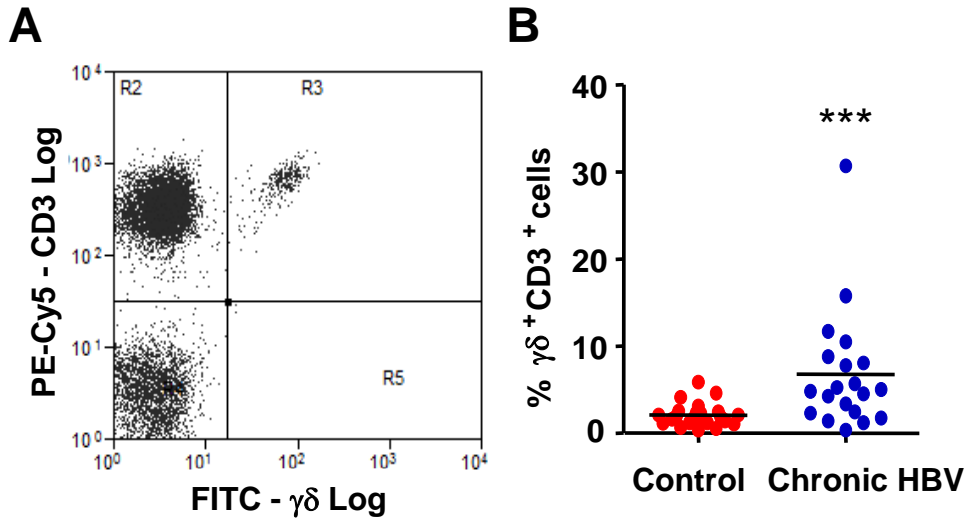 A
PE-Cy5 - CD3 Log
10⁴
10³
10²
10¹
10⁰
R2
R3
R5
10⁰ 10¹ 10² 10³ 10⁴
FITC - γδ Log
B
% γδ⁺CD3⁺cells
40
30
20
10
0
***
Control
Chronic HBV